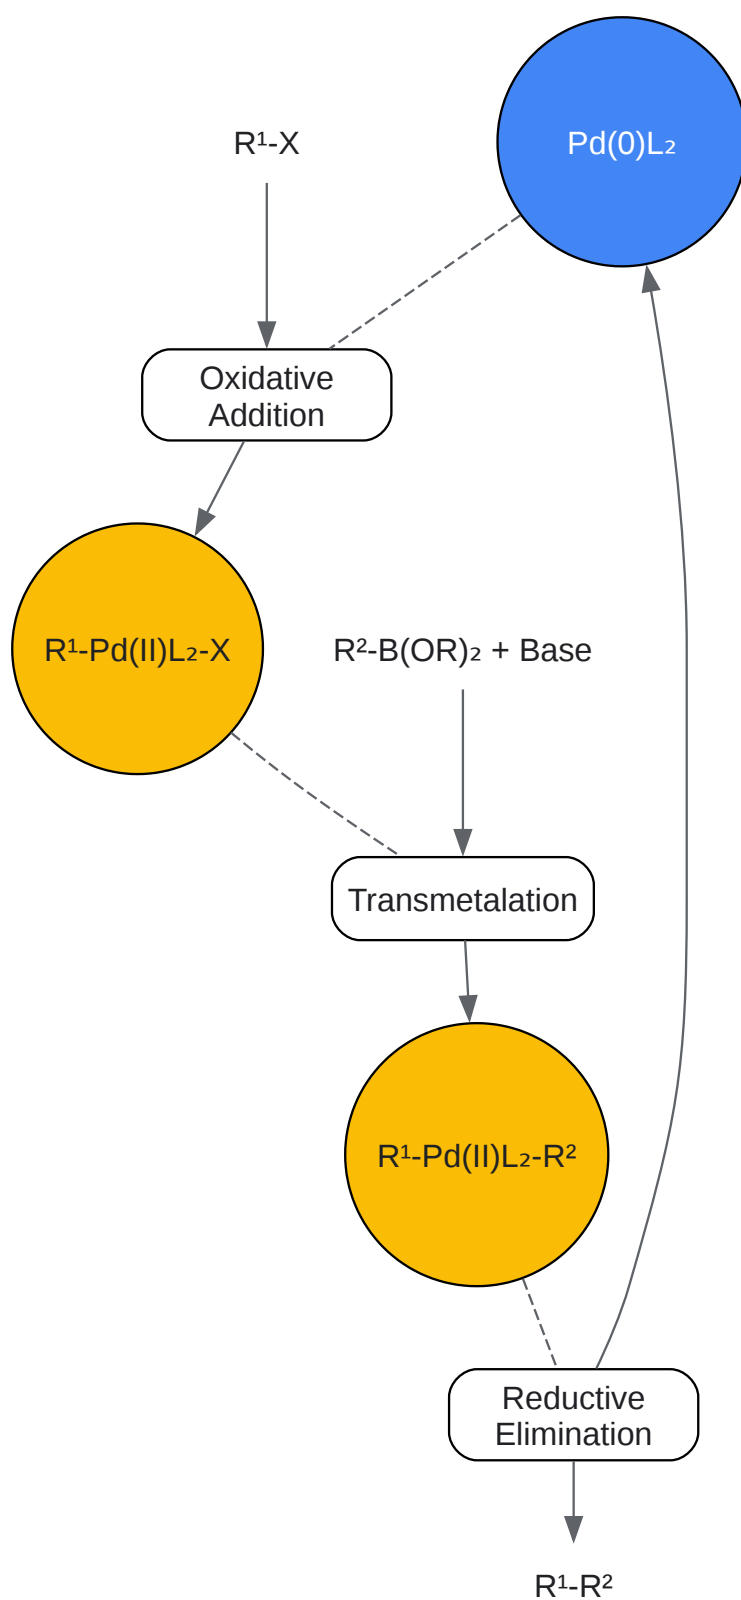 R¹-X
Pd(0)L₂
Oxidative
Addition
R¹-Pd(II)L₂-X
R²-B(OR)₂ + Base
Transmetalation
R¹-Pd(II)L₂-R²
Reductive
Elimination
R¹-R²